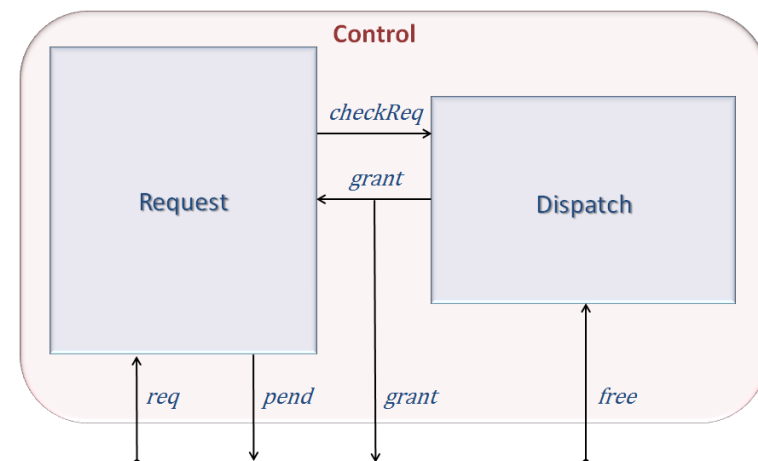 Control
checkReq
grant
Request
Dispatch
req
pend
grant
free